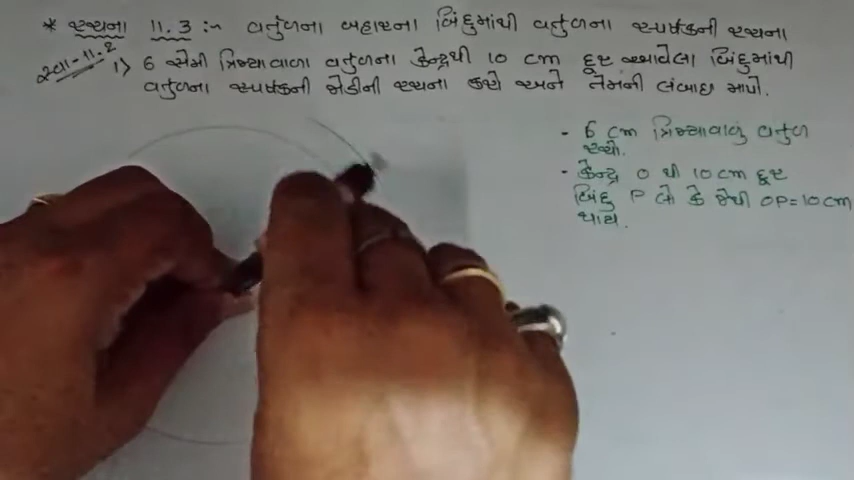 * રચના 11.3 :- વર્તુળના બહારના બિંદુમાંથી વર્તુળના સ્પર્શકની રચના
સ્વા-11.2
1) 6 સેમી ત્રિજ્યાવાળા વર્તુળના કેન્દ્રથી 10 cm દૂર આવેલા બિંદુમાંથી
વર્તુળના સ્પર્શકની જોડીની રચના કરો અને તેમની લંબાઇ માપો.
- 6 cm ત્રિજ્યાવાળું વર્તુળ
રચો.
- કેન્દ્ર O થી 10 cm દૂર
બિંદુ P લો કે જેથી OP = 10 cm
થાય.